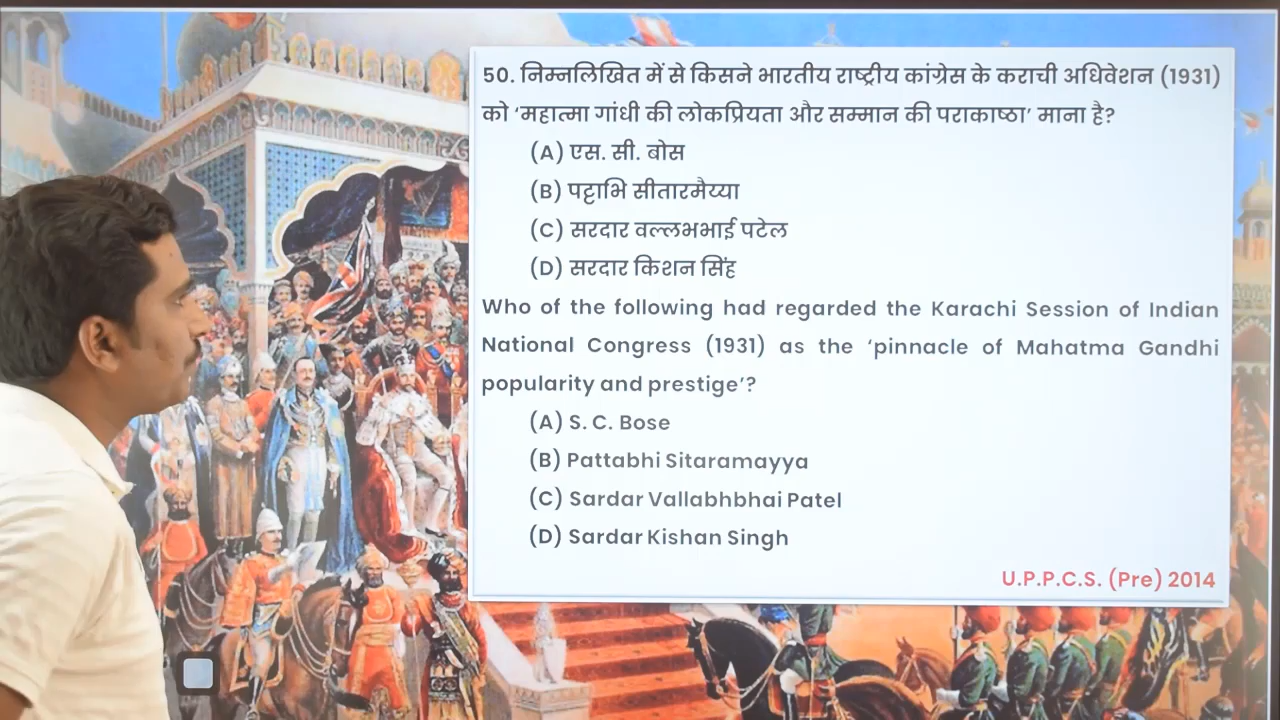 50. निम्नलिखित में से किसने भारतीय राष्ट्रीय कांग्रेस के कराची अधिवेशन (1931)
को ‘महात्मा गांधी की लोकप्रियता और सम्मान की पराकाष्ठा’ माना है?
(A) एस. सी. बोस
(B) पट्टाभि सीतारमैय्या
(C) सरदार वल्लभभाई पटेल
(D) सरदार किशन सिंह
Who of the following had regarded the Karachi Session of Indian
National Congress (1931) as the ‘pinnacle of Mahatma Gandhi
popularity and prestige’?
(A) S. C. Bose
(B) Pattabhi Sitaramayya
(C) Sardar Vallabhbhai Patel
(D) Sardar Kishan Singh
U.P.P.C.S. (Pre) 2014